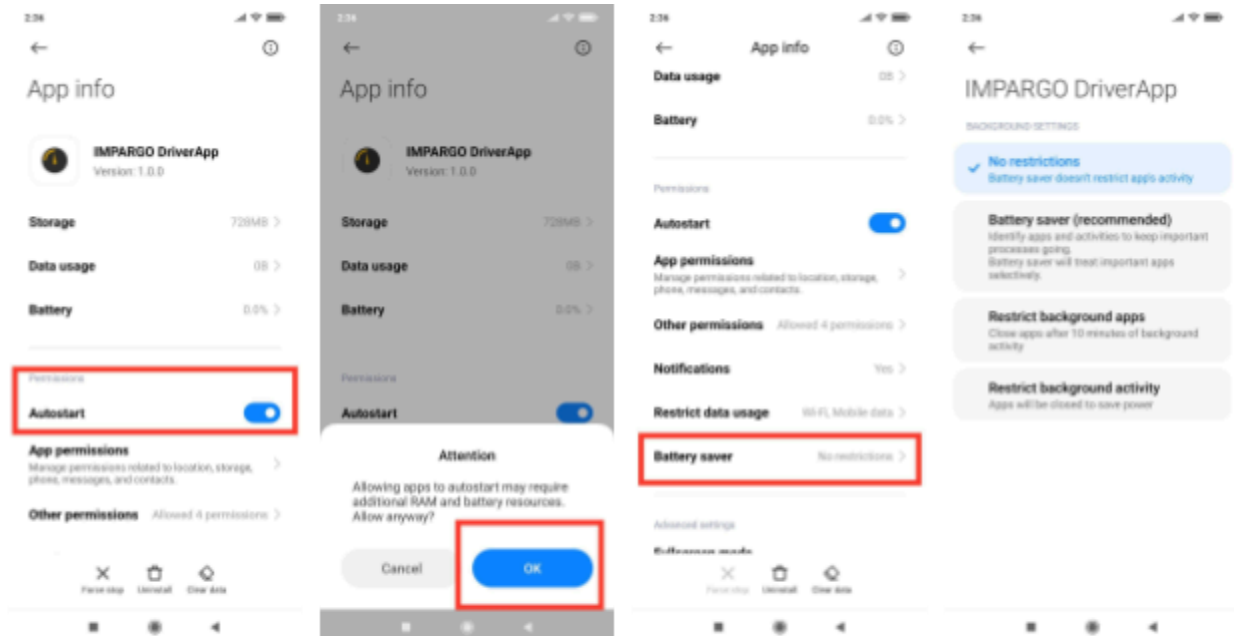 2:36
App info
IMPARGO DriverApp
Version: 1.0.0
Storage 728MB >
Data usage 0B >
Battery 0.0% >
Permissions
Autostart
App permissions
Manage permissions related to location, storage,
phone, messages, and contacts.
Other permissions Allowed 4 permissions >
Force stop Uninstall Clear data
2:36
App info
IMPARGO DriverApp
Version: 1.0.0
Storage 728MB >
Data usage 0B >
Battery 0.0% >
Permissions
Autostart
Attention
Allowing apps to autostart may require
additional RAM and battery resources.
Allow anyway?
Cancel OK
2:36
App info
Data usage 0B >
Battery 0.0% >
Permissions
Autostart
App permissions
Manage permissions related to location, storage,
phone, messages, and contacts.
Other permissions Allowed 4 permissions >
Notifications Yes >
Restrict data usage Wi-Fi, Mobile data >
Battery saver No restrictions >
Advanced settings
Fullscreen mode
Force stop Uninstall Clear data
2:36
IMPARGO DriverApp
BACKGROUND SETTINGS
No restrictions
Battery saver doesn't restrict app's activity
Battery saver (recommended)
Identify apps and activities to keep important
processes going.
Battery saver will treat important apps
selectively.
Restrict background apps
Close apps after 10 minutes of background
activity
Restrict background activity
Apps will be closed to save power